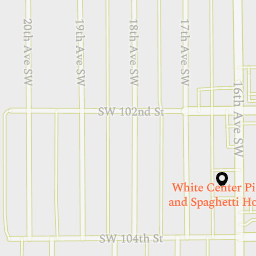 20th Ave SW
19th Ave SW
18th Ave SW
17th Ave SW
16th Ave SW
SW 102nd St
White Center Pi
and Spaghetti Ho
SW 104th St